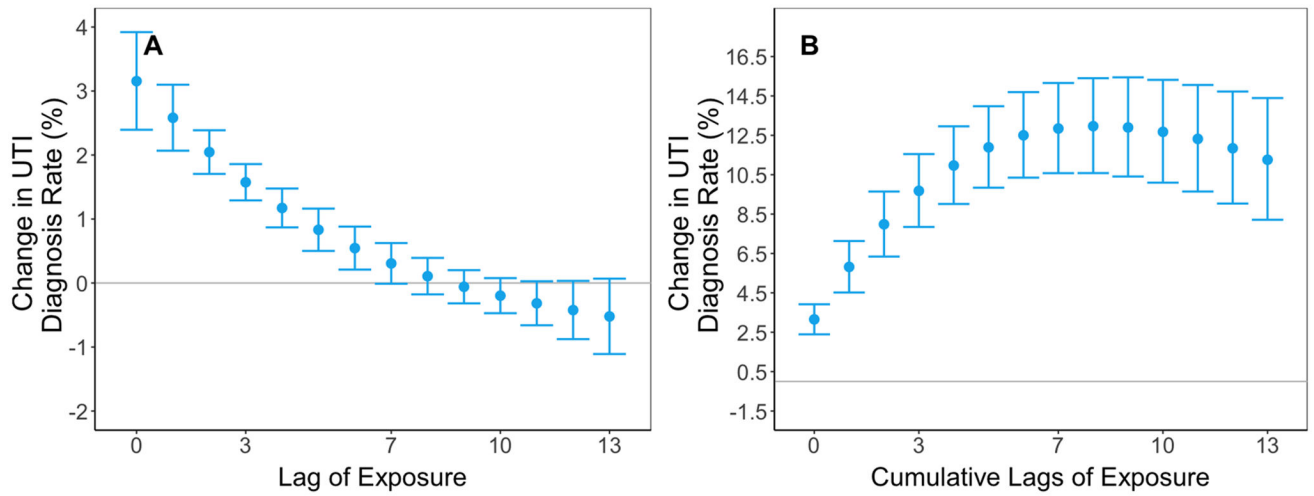 A
Change in UTI
Diagnosis Rate (%)
4
3
2
1
0
-1
-2
0 3 7 10 13
Lag of Exposure
B
Change in UTI
Diagnosis Rate (%)
16.5
14.5
12.5
10.5
8.5
6.5
4.5
2.5
0.5
-1.5
0 3 7 10 13
Cumulative Lags of Exposure